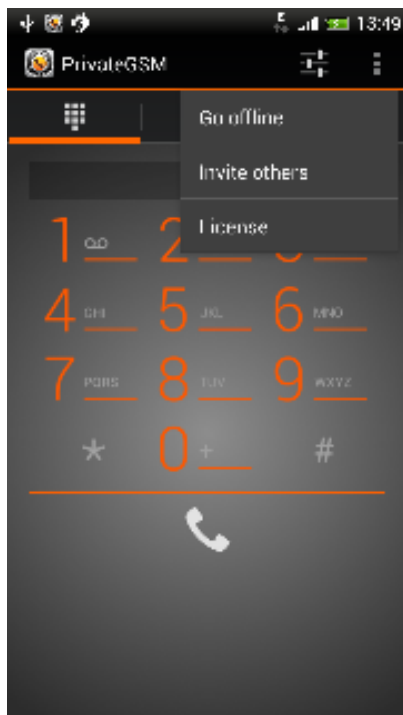 13:49
PrivateGSM
Go offline
Invite others
License
1 2 3
4 GHI 5 JKL 6 MNO
7 PQRS 8 TUV 9 WXYZ
* 0 + #